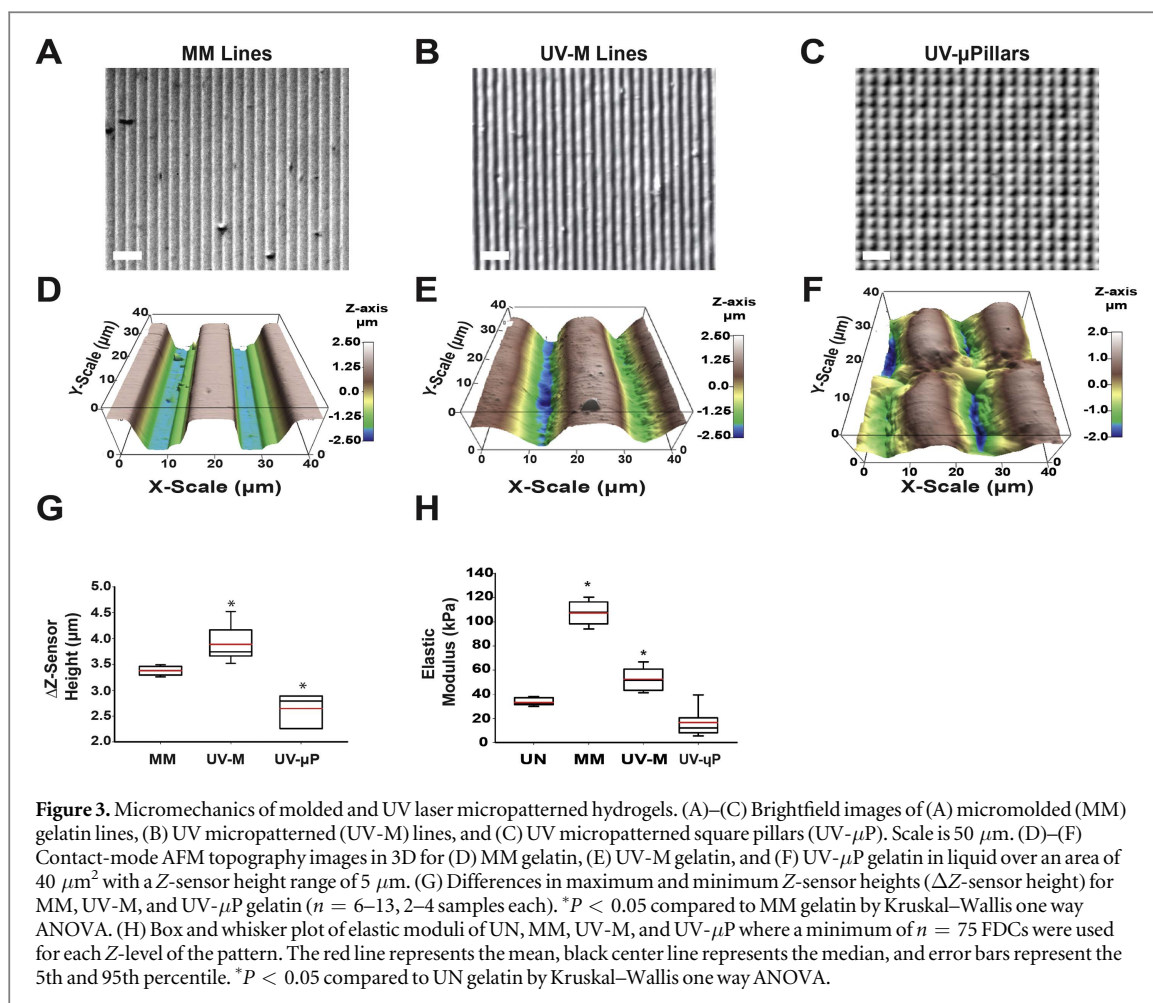 A
MM Lines
B
UV-M Lines
C
UV-µPillars
D
Z-axis
µm
2.50
1.25
0.0
-1.25
-2.50
Y-Scale (µm)
40
30
20
10
0
40
0
0
10
20
30
40
X-Scale (µm)
E
Z-axis
µm
2.50
1.25
0.0
-1.25
-2.50
Y-Scale (µm)
40
30
20
10
0
40
0
0
10
20
30
40
X-Scale (µm)
F
Z-axis
µm
2.0
1.0
0.0
-1.0
-2.0
Y-Scale (µm)
40
30
20
10
0
40
0
0
10
20
30
40
X-Scale (µm)
G
ΔZ-Sensor
Height (µm)
5.0
4.5
4.0
3.5
3.0
2.5
2.0
*
*
MM
UV-M
UV-µP
H
Elastic
Modulus (kPa)
140
120
100
80
60
40
20
0
*
*
UN
MM
UV-M
UV-ųP
Figure 3. Micromechanics of molded and UV laser micropatterned hydrogels. (A)–(C) Brightfield images of (A) micromolded (MM)
gelatin lines, (B) UV micropatterned (UV-M) lines, and (C) UV micropatterned square pillars (UV-μP). Scale is 50 μm. (D)–(F)
Contact-mode AFM topography images in 3D for (D) MM gelatin, (E) UV-M gelatin, and (F) UV-μP gelatin in liquid over an area of
40 μm² with a Z-sensor height range of 5 μm. (G) Differences in maximum and minimum Z-sensor heights (ΔZ-sensor height) for
MM, UV-M, and UV-μP gelatin (n = 6–13, 2–4 samples each). *P < 0.05 compared to MM gelatin by Kruskal–Wallis one way
ANOVA. (H) Box and whisker plot of elastic moduli of UN, MM, UV-M, and UV-μP where a minimum of n = 75 FDCs were used
for each Z-level of the pattern. The red line represents the mean, black center line represents the median, and error bars represent the
5th and 95th percentile. *P < 0.05 compared to UN gelatin by Kruskal–Wallis one way ANOVA.